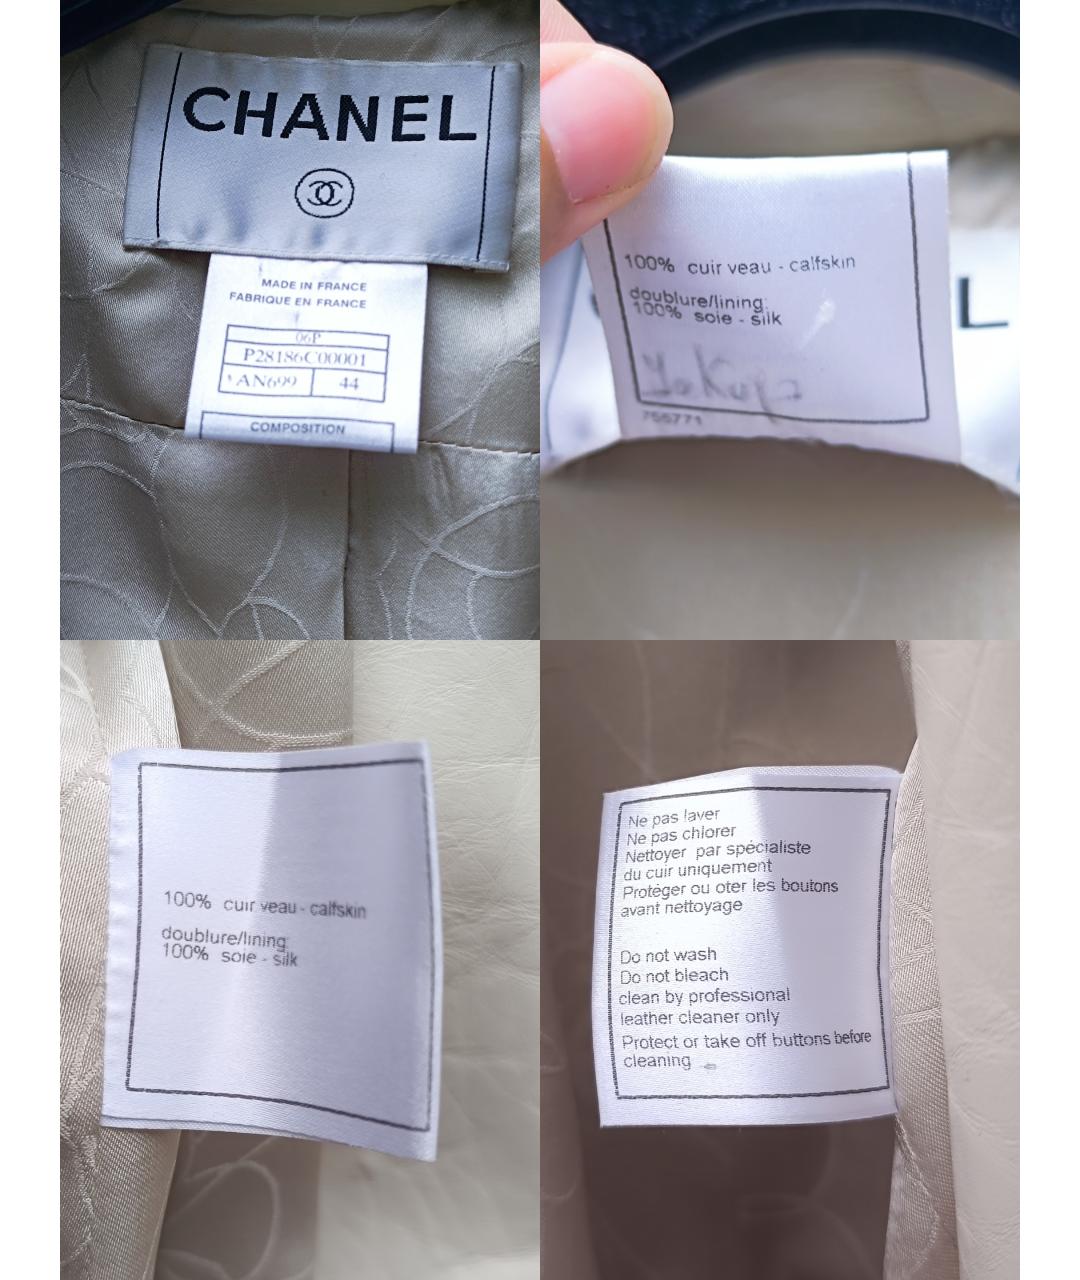 CHANEL
MADE IN FRANCE
FABRIQUE EN FRANCE
06P
P28186C00001
AN699 44
COMPOSITION
100% cuir veau - calfskin
doublure/lining:
100% soie - silk
755771
L
100% cuir veau - calfskin
doublure/lining:
100% soie - silk
Ne pas laver
Ne pas chlorer
Nettoyer par spécialiste
du cuir uniquement
Protéger ou oter les boutons
avant nettoyage
Do not wash
Do not bleach
clean by professional
leather cleaner only
Protect or take off buttons before
cleaning